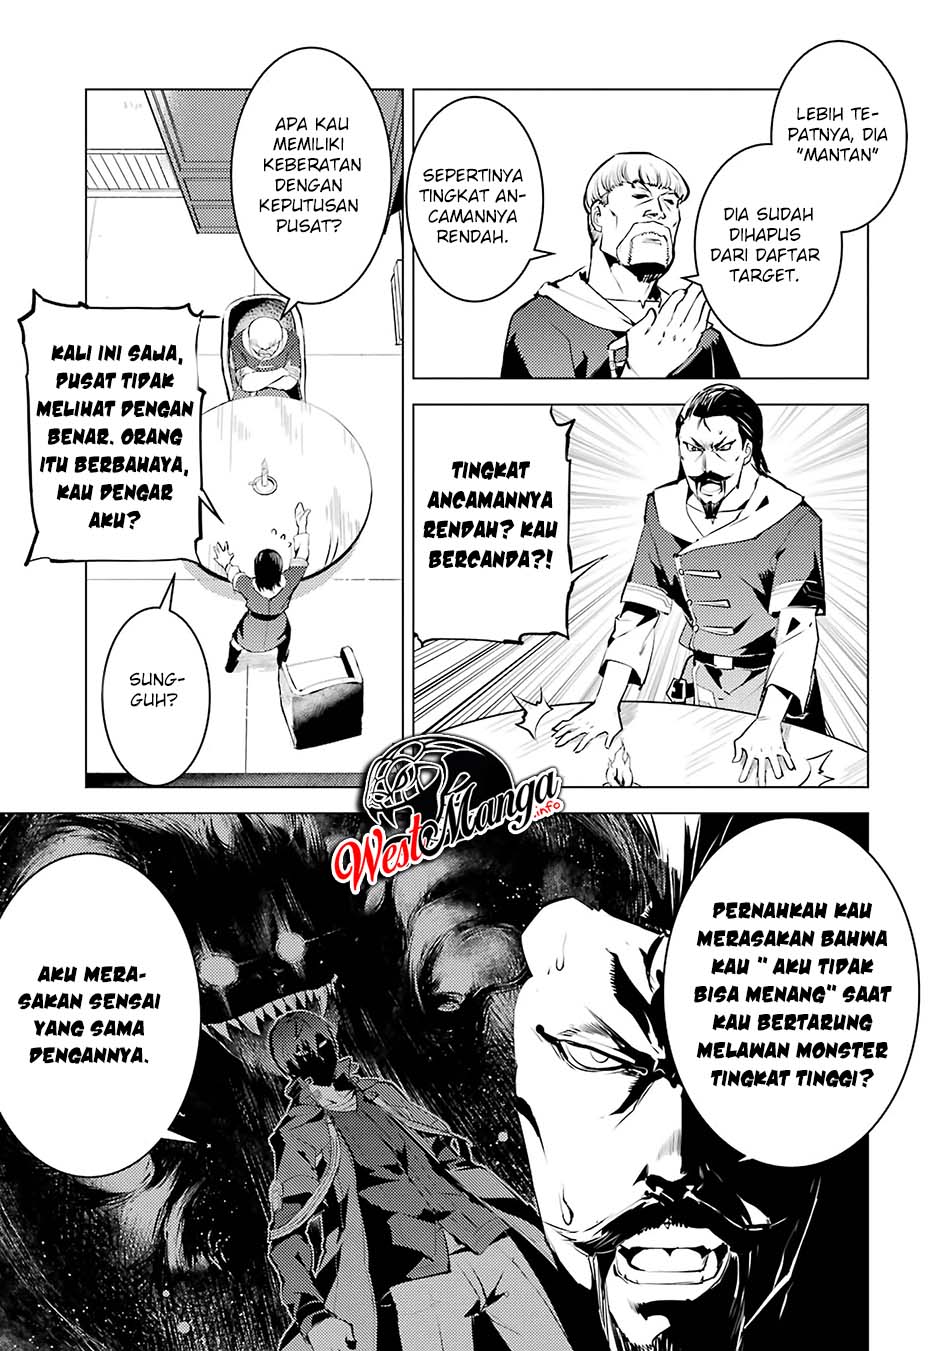 LEBIH TE-
PATNYA, DIA
"MANTAN"
DIA SUDAH
DIHAPUS
DARI DAFTAR
TARGET.
SEPERTINYA
TINGKAT AN-
CAMANNYA
RENDAH.
APA KAU
MEMILIKI
KEBERATAN
DENGAN
KEPUTUSAN
PUSAT?
TINGKAT
ANCAMANNYA
RENDAH? KAU
BERCANDA?!
KALI INI SAJA,
PUSAT TIDAK
MELIHAT DENGAN
BENAR. ORANG
ITU BERBAHAYA,
KAU DENGAR
AKU?
SUNG-
GUH?
WestManga
.info
PERNAHKAH KAU
MERASAKAN BAHWA
KAU " AKU TIDAK
BISA MENANG" SAAT
KAU BERTARUNG
MELAWAN MONSTER
TINGKAT TINGGI?
AKU MERA-
SAKAN SENSAI
YANG SAMA
DENGANNYA.